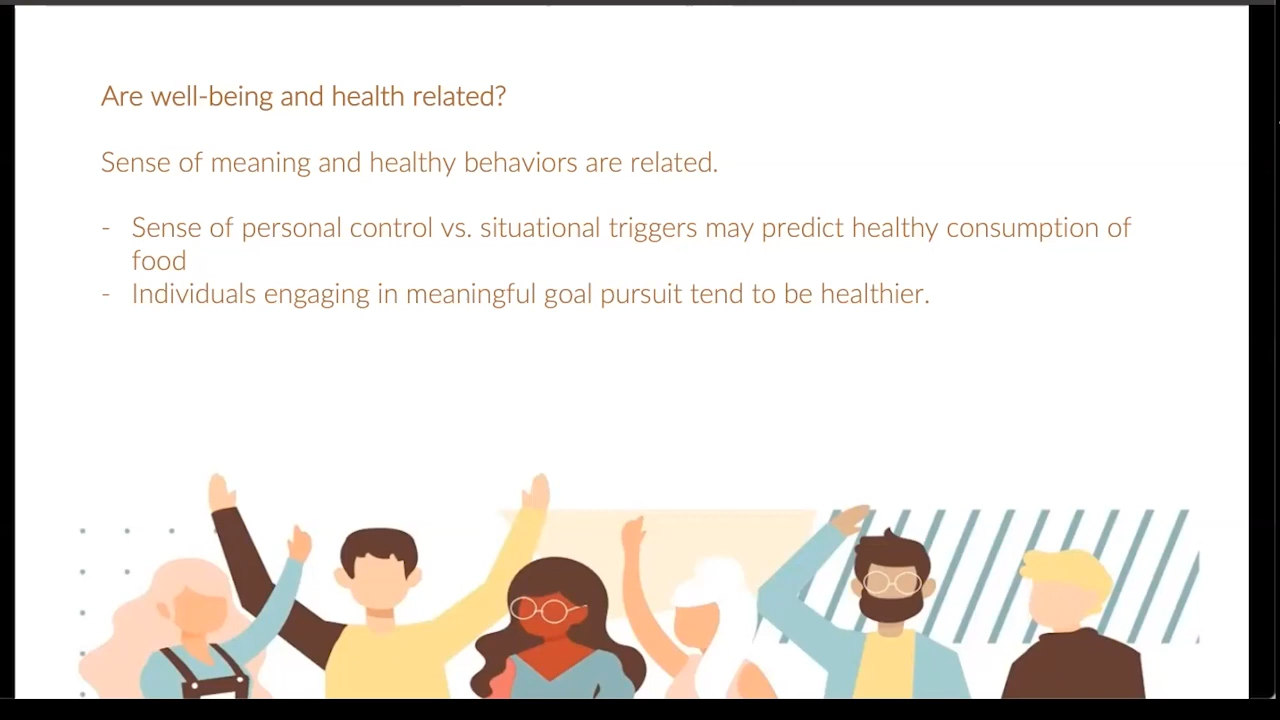 Are well-being and health related?
Sense of meaning and healthy behaviors are related.
- Sense of personal control vs. situational triggers may predict healthy consumption of
food
- Individuals engaging in meaningful goal pursuit tend to be healthier.